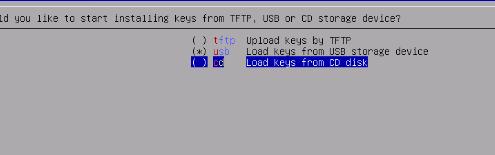 ld you like to start installing keys from TFTP, USB or CD storage device?
( ) tftp Upload keys by TFTP
(*) usb Load keys from USB storage device
( ) cd Load keys from CD disk